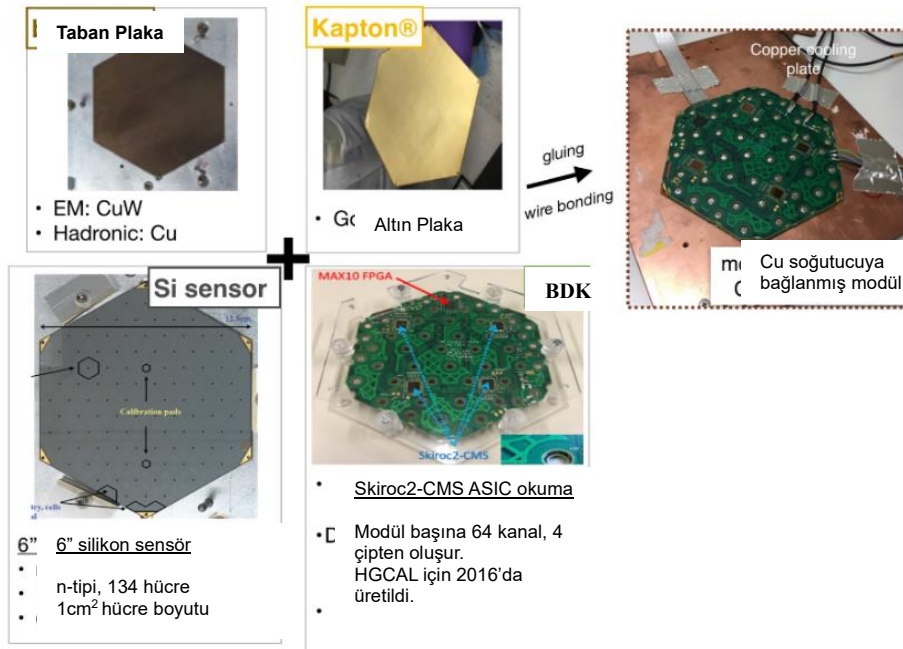 Taban Plaka
• EM: CuW
• Hadronic: Cu
Kapton®
• Altın Plaka
gluing
wire bonding
Copper cooling
plate
Cu soğutucuya
bağlanmış modül
+
Si sensor
12.5cm
Calibration pads
6” silikon sensör
n-tipi, 134 hücre
1cm² hücre boyutu
MAX10 FPGA
BDK
Skiroc2-CMS
Skiroc2-CMS ASIC okuma
Modül başına 64 kanal, 4
çipten oluşur.
HGCAL için 2016’da
üretildi.